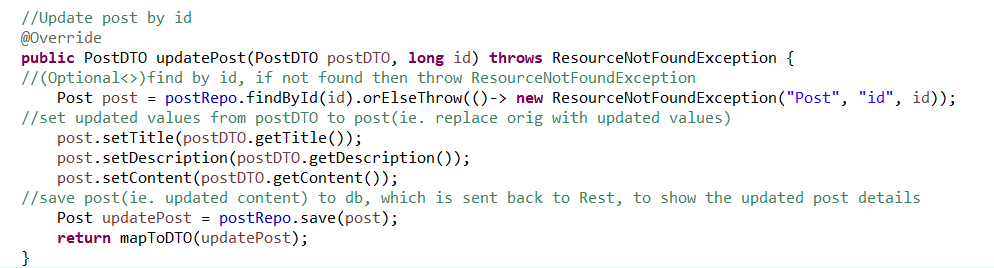 //Update post by id
@Override
public PostDTO updatePost(PostDTO postDTO, long id) throws ResourceNotFoundException {
//(Optional<>)find by id, if not found then throw ResourceNotFoundException
    Post post = postRepo.findById(id).orElseThrow(()-> new ResourceNotFoundException("Post", "id", id));
//set updated values from postDTO to post(ie. replace orig with updated values)
    post.setTitle(postDTO.getTitle());
    post.setDescription(postDTO.getDescription());
    post.setContent(postDTO.getContent());
//save post(ie. updated content) to db, which is sent back to Rest, to show the updated post details
    Post updatePost = postRepo.save(post);
    return mapToDTO(updatePost);
}